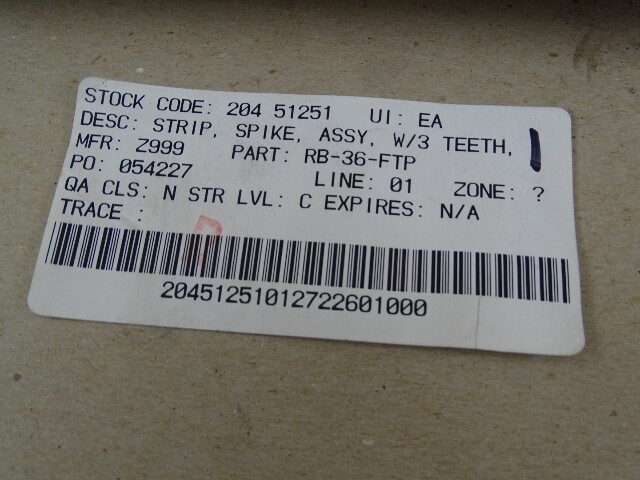 STOCK CODE: 204 51251 UI: EA
DESC: STRIP, SPIKE, ASSY, W/3 TEETH,
MFR: Z999 PART: RB-36-FTP
PO: 054227 LINE: 01 ZONE: ?
QA CLS: N STR LVL: C EXPIRES: N/A
TRACE :
20451251012722601000